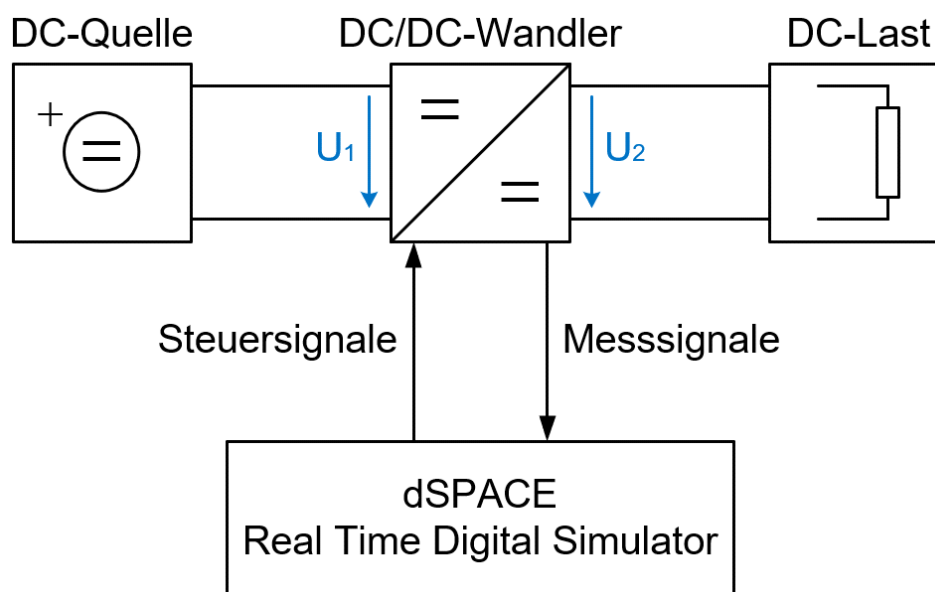 DC-Quelle
DC/DC-Wandler
DC-Last
+
=
U1
=
=
U2
Steuersignale
Messsignale
dSPACE
Real Time Digital Simulator